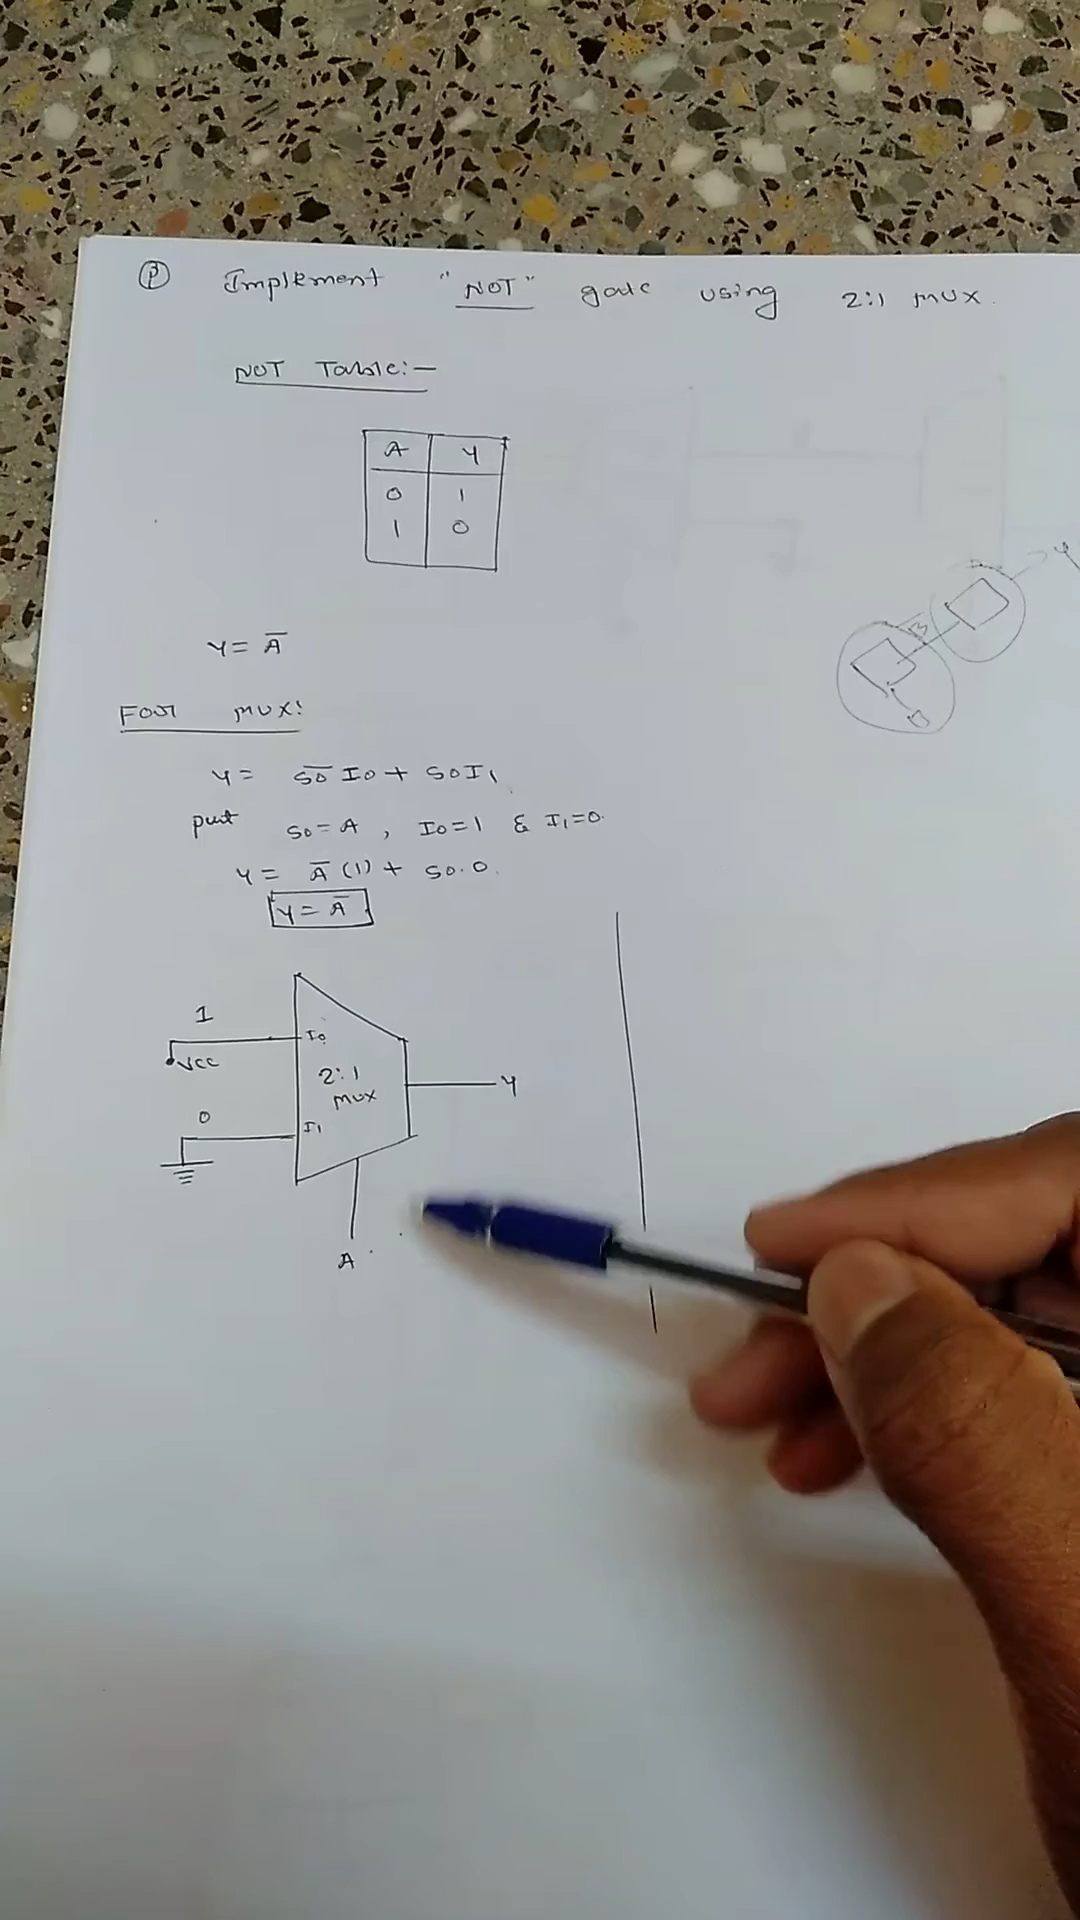 P Implement "NOT" gate using 2:1 MUX.
NOT Table:-
A Y
0 1
1 0
Y = A̅
For MUX:
Y = S̅0̅ I0 + S0 I1
put S0 = A , I0 = 1 & I1 = 0.
Y = A̅ (1) + S0.0.
Y = A̅
1
I0
VCC
2:1
MUX
Y
0
I1
A
B
Y